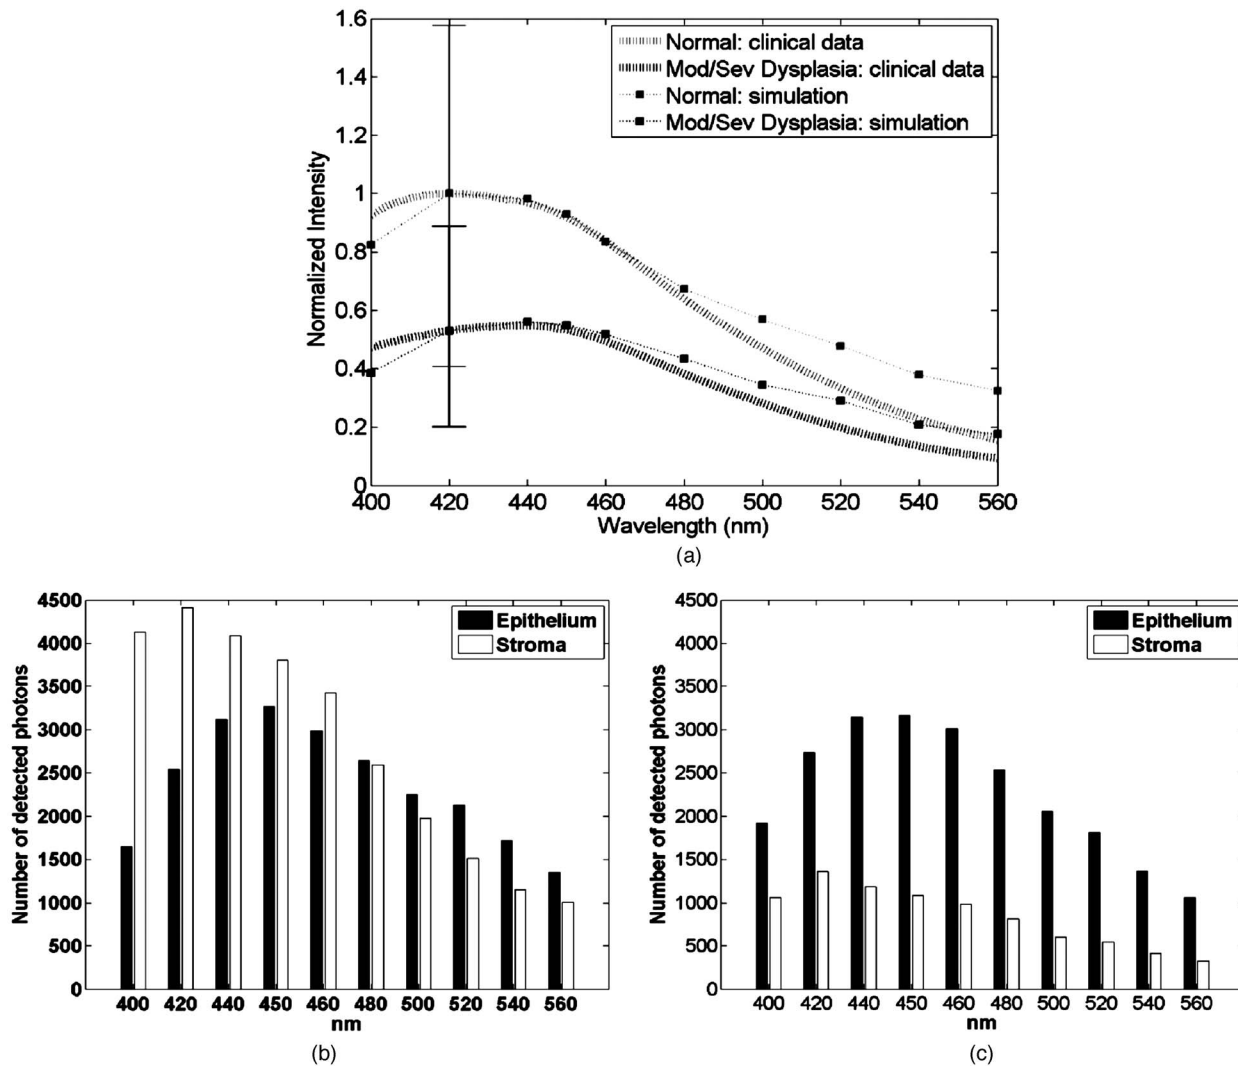 1.6
1.4
1.2
1
0.8
0.6
0.4
0.2
0
Normalized Intensity
Normal: clinical data
Mod/Sev Dysplasia: clinical data
Normal: simulation
Mod/Sev Dysplasia: simulation
400 420 440 460 480 500 520 540 560
Wavelength (nm)
(a)
4500
4000
3500
3000
2500
2000
1500
1000
500
0
Number of detected photons
Epithelium
Stroma
400 420 440 450 460 480 500 520 540 560
nm
(b)
4500
4000
3500
3000
2500
2000
1500
1000
500
0
Number of detected photons
Epithelium
Stroma
400 420 440 450 460 480 500 520 540 560
nm
(c)